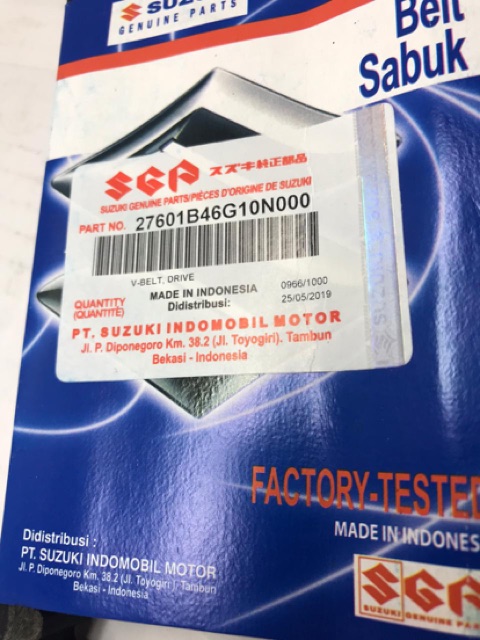 SUZU
GENUINE PARTS
Belt
Sabuk
SGP スズキ純正部品
SUZUKI GENUINE PARTS/PIÈCES D'ORIGINE DE SUZUKI
PART NO. 27601B46G10N000
V-BELT, DRIVE
0966/1000
QUANTITY MADE IN INDONESIA
(QUANTITÉ) Didistribusi: 25/05/2019
PT. SUZUKI INDOMOBIL MOTOR
Jl. P. Diponegoro Km. 38.2 (Jl. Toyogiri). Tambun
Bekasi - Indonesia
FACTORY-TESTED
MADE IN INDONES
Didistribusi :
PT. SUZUKI INDOMOBIL MOTOR
Jl. P. Diponegoro Km. 38.2 (Jl. Toyogiri). Tambun
Bekasi - Indonesia
SGP
SUZUKI GENUINE PARTS